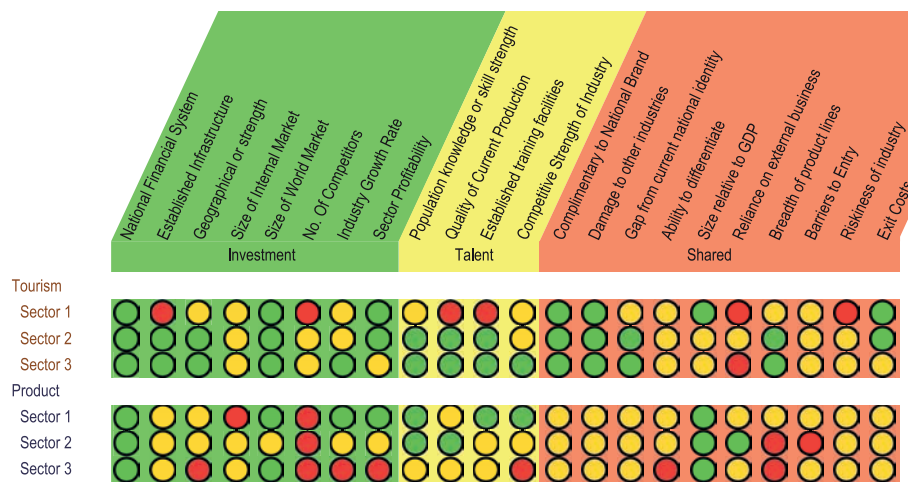 National Financial System
Established Infrastructure
Geographical or strength
Size of Internal Market
Size of World Market
No. Of Competitors
Industry Growth Rate
Sector Profitability
Population knowledge or skill strength
Quality of Current Production
Established training facilities
Competitive Strength of Industry
Complimentary to National Brand
Damage to other industries
Gap from current national identity
Ability to differentiate
Size relative to GDP
Reliance on external business
Breadth of product lines
Barriers to Entry
Riskiness of industry
Exit Costs
Investment Talent Shared
Tourism
Sector 1
Sector 2
Sector 3
Product
Sector 1
Sector 2
Sector 3